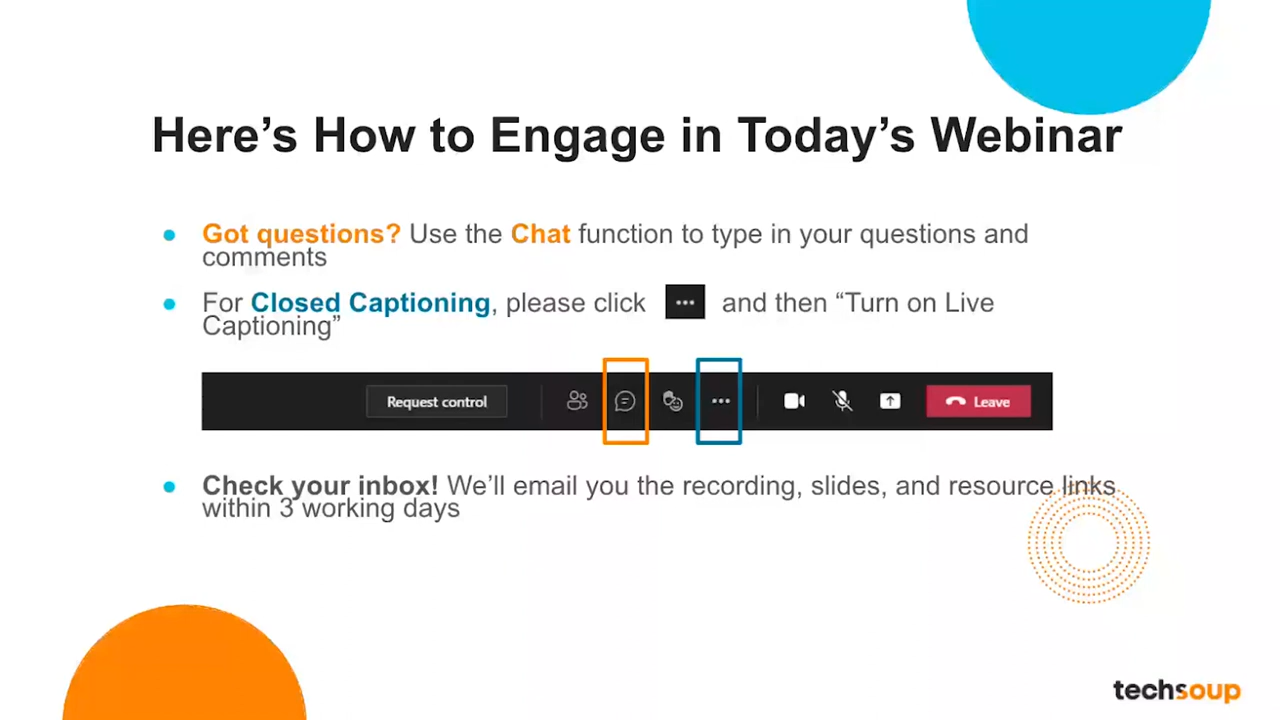 Here’s How to Engage in Today’s Webinar
Got questions? Use the Chat function to type in your questions and
comments
For Closed Captioning, please click ... and then “Turn on Live
Captioning”
Request control
Leave
Check your inbox! We’ll email you the recording, slides, and resource links
within 3 working days
techsoup